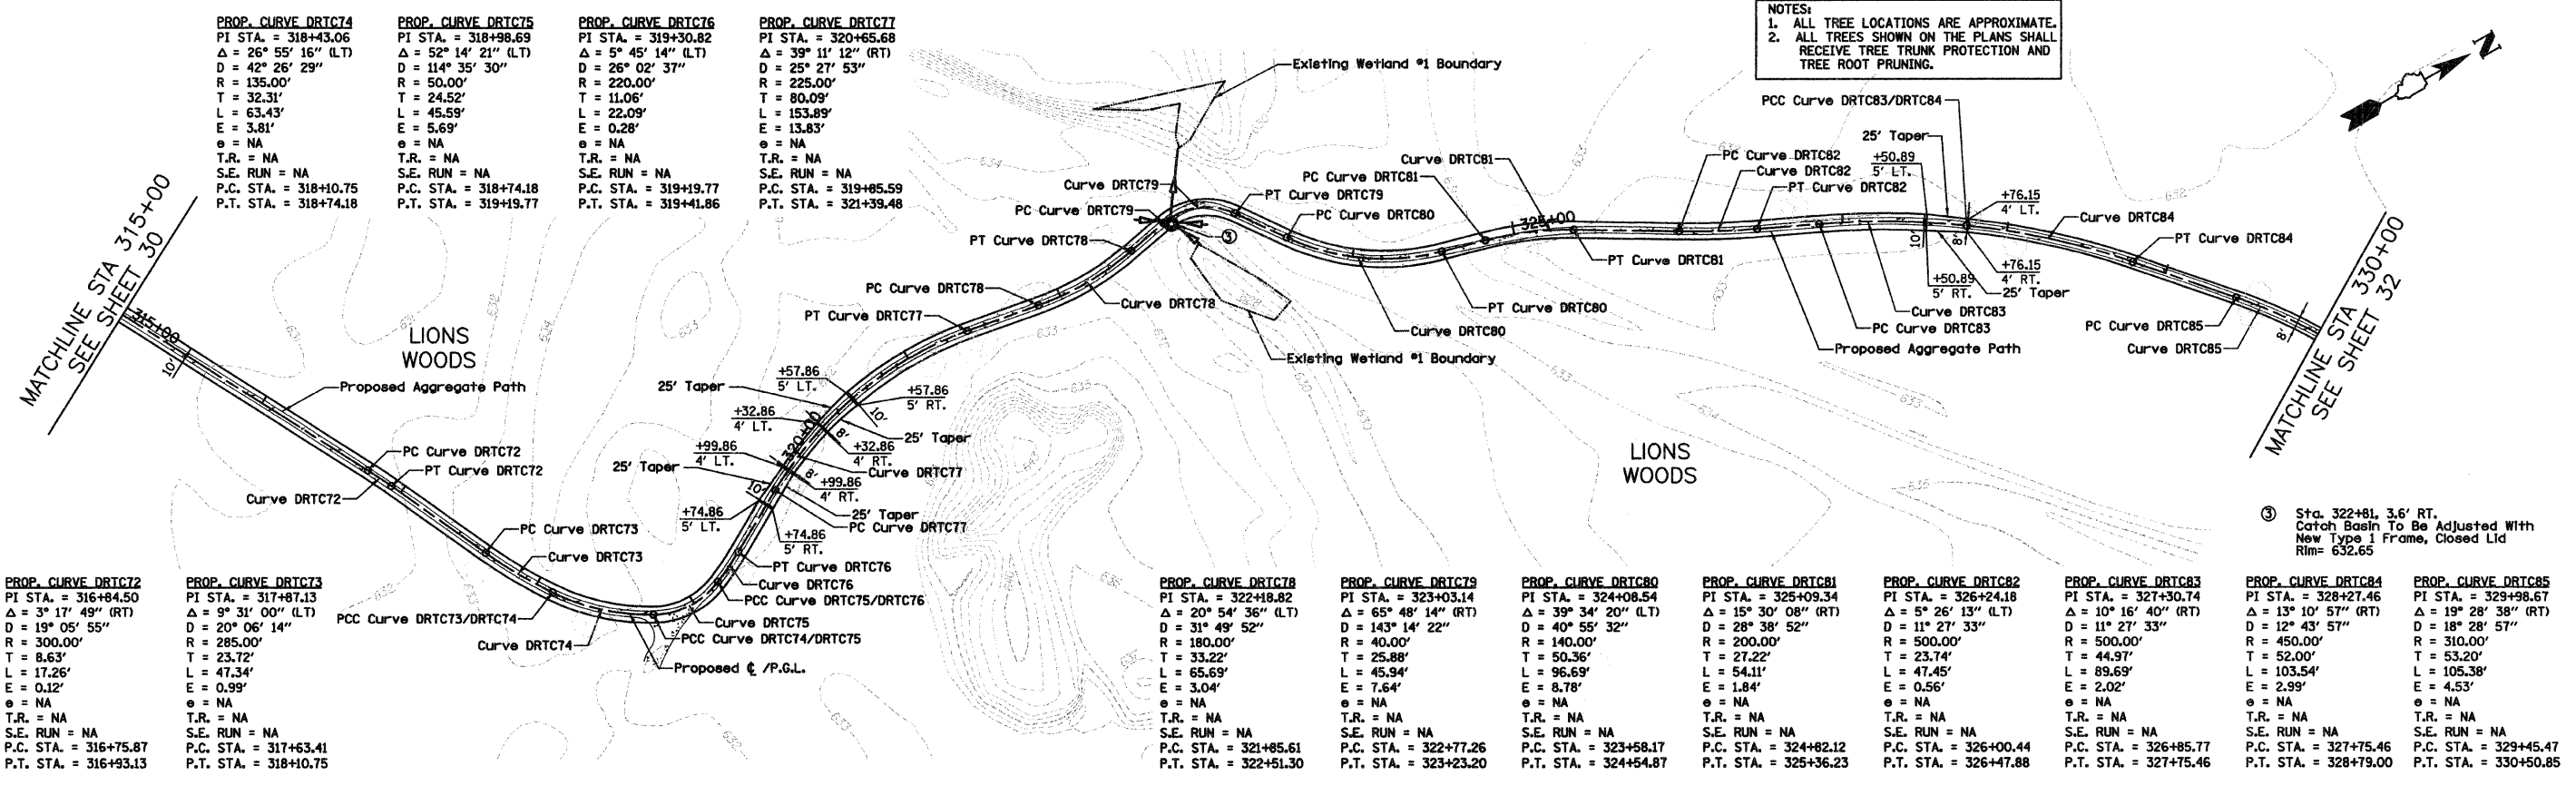 PROP. CURVE DRTC74
PI STA. = 318+43.06
Δ = 26° 55' 16" (LT)
D = 42° 26' 29"
R = 135.00'
T = 32.31'
L = 63.43'
E = 3.81'
e = NA
T.R. = NA
S.E. RUN = NA
P.C. STA. = 318+10.75
P.T. STA. = 318+74.18
PROP. CURVE DRTC75
PI STA. = 318+98.69
Δ = 52° 14' 21" (LT)
D = 114° 35' 30"
R = 50.00'
T = 24.52'
L = 45.59'
E = 5.69'
e = NA
T.R. = NA
S.E. RUN = NA
P.C. STA. = 318+74.18
P.T. STA. = 319+19.77
PROP. CURVE DRTC76
PI STA. = 319+30.82
Δ = 5° 45' 14" (LT)
D = 26° 02' 37"
R = 220.00'
T = 11.06'
L = 22.09'
E = 0.28'
e = NA
T.R. = NA
S.E. RUN = NA
P.C. STA. = 319+19.77
P.T. STA. = 319+41.86
PROP. CURVE DRTC77
PI STA. = 320+65.68
Δ = 39° 11' 12" (RT)
D = 25° 27' 53"
R = 225.00'
T = 80.09'
L = 153.89'
E = 13.83'
e = NA
T.R. = NA
S.E. RUN = NA
P.C. STA. = 319+85.59
P.T. STA. = 321+39.48
NOTES:
1. ALL TREE LOCATIONS ARE APPROXIMATE.
2. ALL TREES SHOWN ON THE PLANS SHALL
RECEIVE TREE TRUNK PROTECTION AND
TREE ROOT PRUNING.
N
Existing Wetland #1 Boundary
PCC Curve DRTC83/DRTC84
25' Taper
Curve DRTC81
PC Curve DRTC81
PC Curve DRTC82
Curve DRTC82
PT Curve DRTC82
+50.89
5' LT.
+76.15
4' LT.
Curve DRTC84
PT Curve DRTC84
Curve DRTC79
PC Curve DRTC79
PT Curve DRTC79
PC Curve DRTC80
PT Curve DRTC78
3
325+00
10'
8'
PT Curve DRTC81
+76.15
4' RT.
+50.89
5' RT.
25' Taper
MATCHLINE STA 315+00
SEE SHEET 30
315+00
10'
LIONS
WOODS
PC Curve DRTC78
PT Curve DRTC77
Curve DRTC78
PT Curve DRTC80
Curve DRTC80
Curve DRTC83
PC Curve DRTC83
Proposed Aggregate Path
PC Curve DRTC85
Curve DRTC85
8'
MATCHLINE STA 330+00
SEE SHEET 32
Existing Wetland #1 Boundary
Proposed Aggregate Path
+57.86
5' LT.
25' Taper
+57.86
5' RT.
10'
+32.86
4' LT.
8'
25' Taper
320+00
+32.86
4' RT.
+99.86
4' LT.
Curve DRTC77
8'
25' Taper
+99.86
4' RT.
10'
25' Taper
PC Curve DRTC77
+74.86
5' LT.
+74.86
5' RT.
LIONS
WOODS
PC Curve DRTC72
PT Curve DRTC72
Curve DRTC72
PC Curve DRTC73
Curve DRTC73
PT Curve DRTC76
Curve DRTC76
PCC Curve DRTC75/DRTC76
PCC Curve DRTC73/DRTC74
Curve DRTC75
PCC Curve DRTC74/DRTC75
Curve DRTC74
Proposed ℄ /P.G.L.
3 Sta. 322+81, 3.6' RT.
Catch Basin To Be Adjusted With
New Type 1 Frame, Closed Lid
Rim= 632.65
PROP. CURVE DRTC72
PI STA. = 316+84.50
Δ = 3° 17' 49" (RT)
D = 19° 05' 55"
R = 300.00'
T = 8.63'
L = 17.26'
E = 0.12'
e = NA
T.R. = NA
S.E. RUN = NA
P.C. STA. = 316+75.87
P.T. STA. = 316+93.13
PROP. CURVE DRTC73
PI STA. = 317+87.13
Δ = 9° 31' 00" (LT)
D = 20° 06' 14"
R = 285.00'
T = 23.72'
L = 47.34'
E = 0.99'
e = NA
T.R. = NA
S.E. RUN = NA
P.C. STA. = 317+63.41
P.T. STA. = 318+10.75
PROP. CURVE DRTC78
PI STA. = 322+18.82
Δ = 20° 54' 36" (LT)
D = 31° 49' 52"
R = 180.00'
T = 33.22'
L = 65.69'
E = 3.04'
e = NA
T.R. = NA
S.E. RUN = NA
P.C. STA. = 321+85.61
P.T. STA. = 322+51.30
PROP. CURVE DRTC79
PI STA. = 323+03.14
Δ = 65° 48' 14" (RT)
D = 143° 14' 22"
R = 40.00'
T = 25.88'
L = 45.94'
E = 7.64'
e = NA
T.R. = NA
S.E. RUN = NA
P.C. STA. = 322+77.26
P.T. STA. = 323+23.20
PROP. CURVE DRTC80
PI STA. = 324+08.54
Δ = 39° 34' 20" (LT)
D = 40° 55' 32"
R = 140.00'
T = 50.36'
L = 96.69'
E = 8.78'
e = NA
T.R. = NA
S.E. RUN = NA
P.C. STA. = 323+58.17
P.T. STA. = 324+54.87
PROP. CURVE DRTC81
PI STA. = 325+09.34
Δ = 15° 30' 08" (RT)
D = 28° 38' 52"
R = 200.00'
T = 27.22'
L = 54.11'
E = 1.84'
e = NA
T.R. = NA
S.E. RUN = NA
P.C. STA. = 324+82.12
P.T. STA. = 325+36.23
PROP. CURVE DRTC82
PI STA. = 326+24.18
Δ = 5° 26' 13" (LT)
D = 11° 27' 33"
R = 500.00'
T = 23.74'
L = 47.45'
E = 0.56'
e = NA
T.R. = NA
S.E. RUN = NA
P.C. STA. = 326+00.44
P.T. STA. = 326+47.88
PROP. CURVE DRTC83
PI STA. = 327+30.74
Δ = 10° 16' 40" (RT)
D = 11° 27' 33"
R = 500.00'
T = 44.97'
L = 89.69'
E = 2.02'
e = NA
T.R. = NA
S.E. RUN = NA
P.C. STA. = 326+85.77
P.T. STA. = 327+75.46
PROP. CURVE DRTC84
PI STA. = 328+27.46
Δ = 13° 10' 57" (RT)
D = 12° 43' 57"
R = 450.00'
T = 52.00'
L = 103.54'
E = 2.99'
e = NA
T.R. = NA
S.E. RUN = NA
P.C. STA. = 327+75.46
P.T. STA. = 328+79.00
PROP. CURVE DRTC85
PI STA. = 329+98.67
Δ = 19° 28' 38" (RT)
D = 18° 28' 57"
R = 310.00'
T = 53.20'
L = 105.38'
E = 4.53'
e = NA
T.R. = NA
S.E. RUN = NA
P.C. STA. = 329+45.47
P.T. STA. = 330+50.85